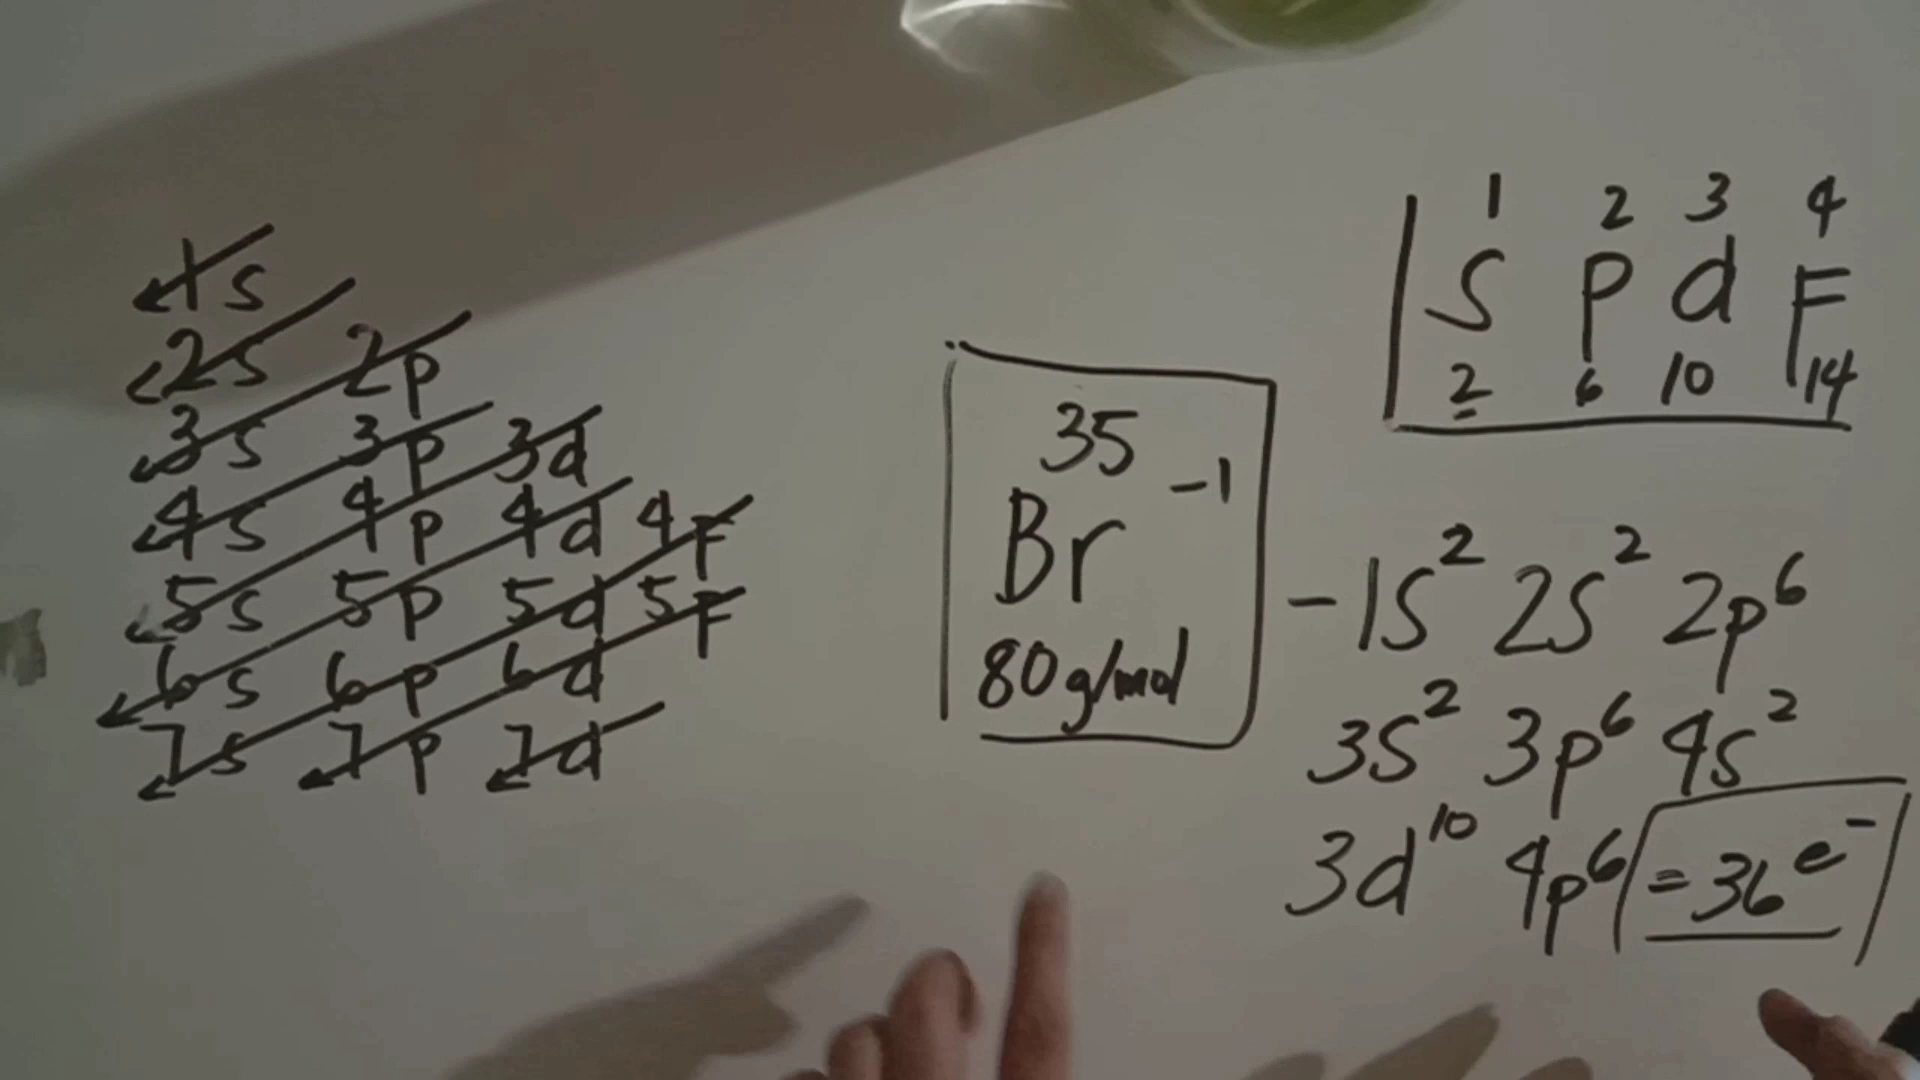 1s
2s 2p
3s 3p 3d
4s 4p 4d 4F
5s 5p 5d 5F
6s 6p 6d
7s 7p 7d
35
Br⁻¹
80g/mol
1 2 3 4
S P d F
2 6 10 14
-1S² 2S² 2p⁶
3S² 3p⁶ 4s²
3d¹⁰ 4p⁶ = 36e⁻